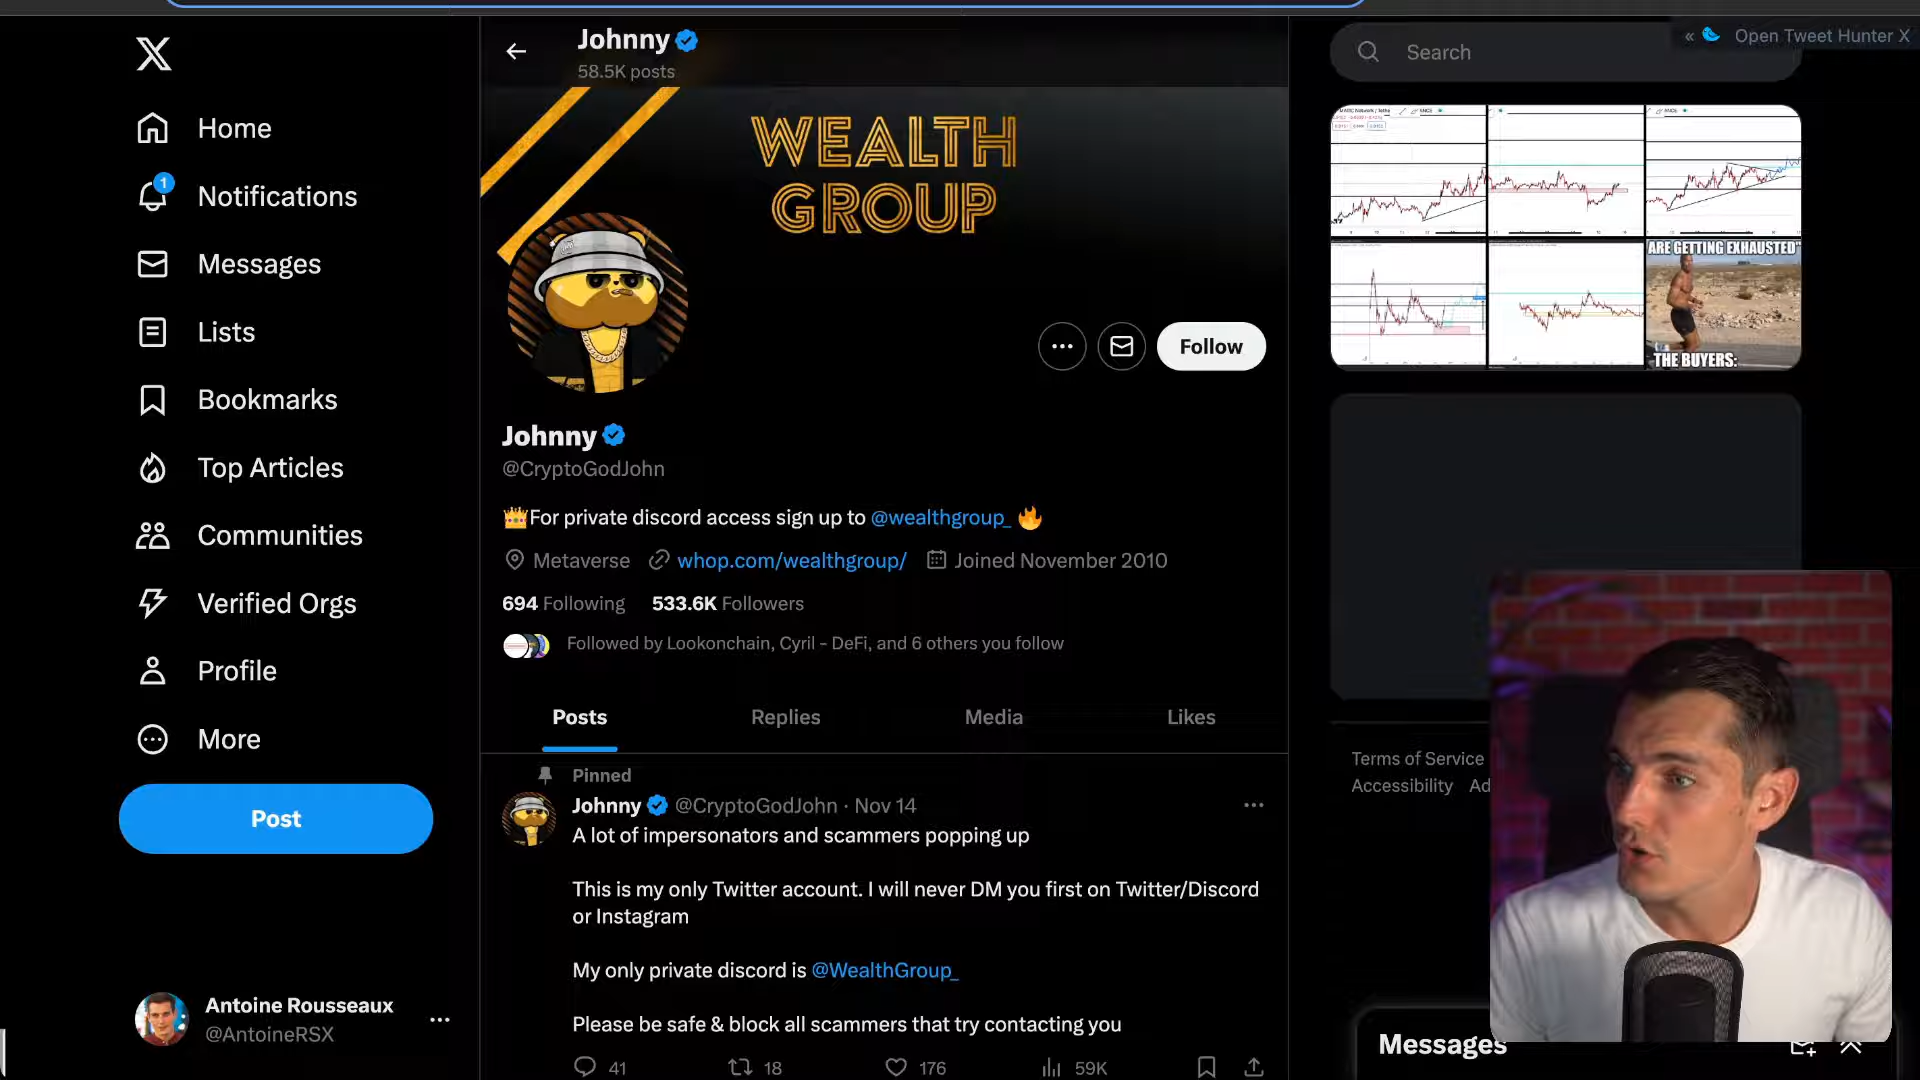 Johnny
58.5K posts
Home
1
Notifications
Messages
Lists
Bookmarks
Top Articles
Communities
Verified Orgs
Profile
More
Post
Antoine Rousseaux
@AntoineRSX
WEALTH
GROUP
Follow
Johnny
@CryptoGodJohn
👑For private discord access sign up to @wealthgroup_ 🔥
Metaverse whop.com/wealthgroup/ Joined November 2010
694 Following 533.6K Followers
Followed by Lookonchain, Cyril - DeFi, and 6 others you follow
Posts Replies Media Likes
Pinned
Johnny @CryptoGodJohn · Nov 14
A lot of impersonators and scammers popping up
This is my only Twitter account. I will never DM you first on Twitter/Discord
or Instagram
My only private discord is @WealthGroup_
Please be safe & block all scammers that try contacting you
41 18 176 59K
Search
« Open Tweet Hunter X
ARE GETTING EXHAUSTED"
THE BUYERS:
Terms of Service
Accessibility Ad
Messages